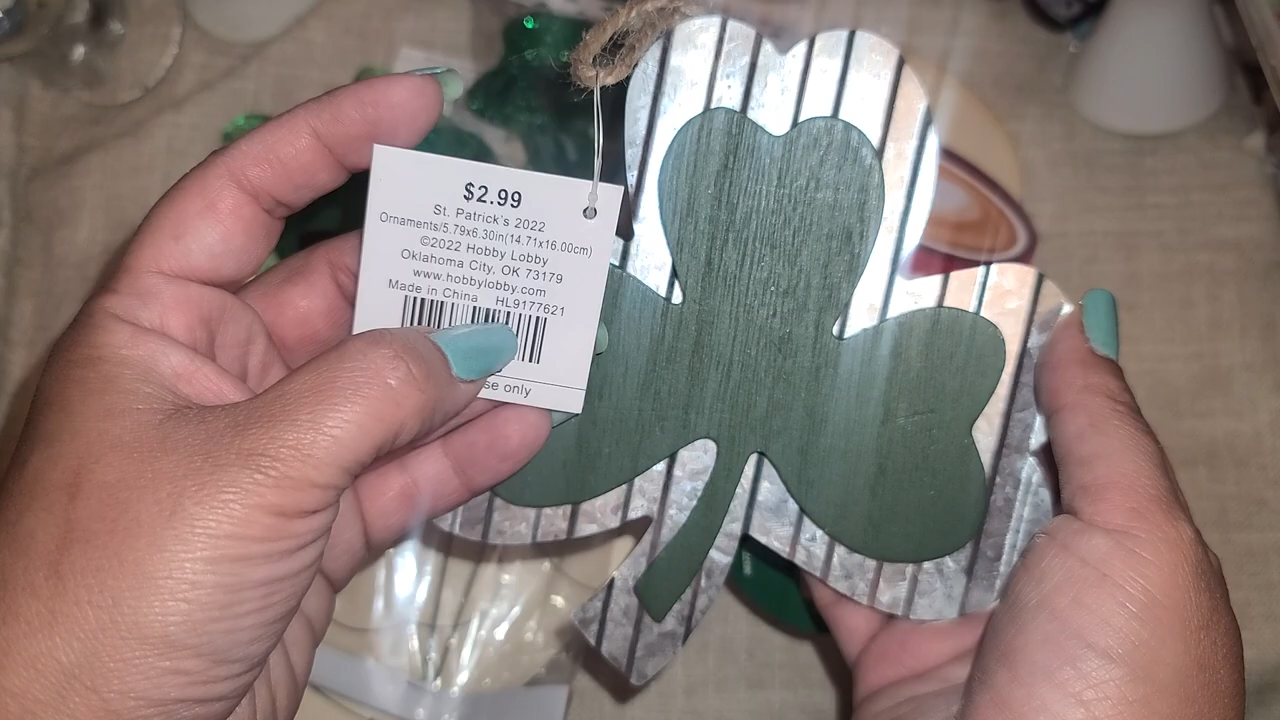 $2.99
St. Patrick's 2022
Ornaments/5.79x6.30in(14.71x16.00cm)
©2022 Hobby Lobby
Oklahoma City, OK 73179
www.hobbylobby.com
Made in China HL9177621
only